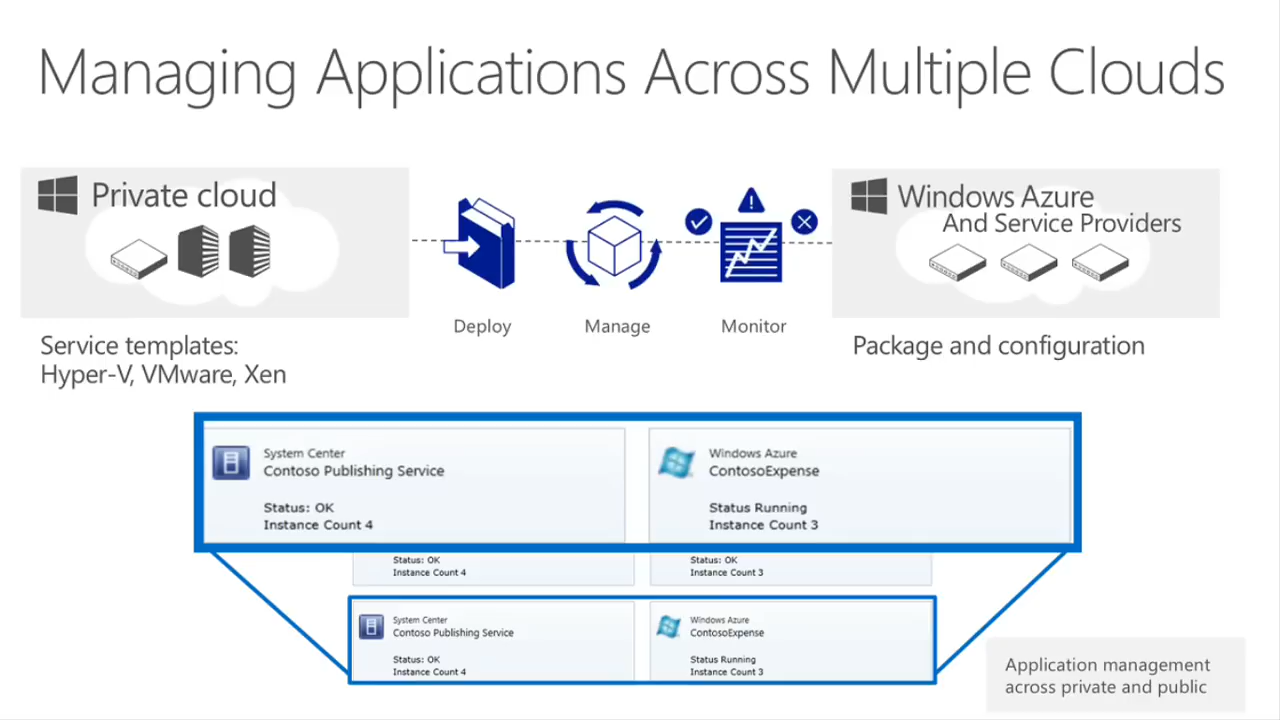 Managing Applications Across Multiple Clouds
Private cloud
Windows Azure
And Service Providers
Deploy
Manage
Monitor
Service templates:
Hyper-V, VMware, Xen
Package and configuration
System Center
Contoso Publishing Service
Status: OK
Instance Count 4
Windows Azure
ContosoExpense
Status Running
Instance Count 3
Status: OK
Instance Count 4
Status: OK
Instance Count 3
System Center
Contoso Publishing Service
Status: OK
Instance Count 4
Windows Azure
ContosoExpense
Status Running
Instance Count 3
Application management
across private and public